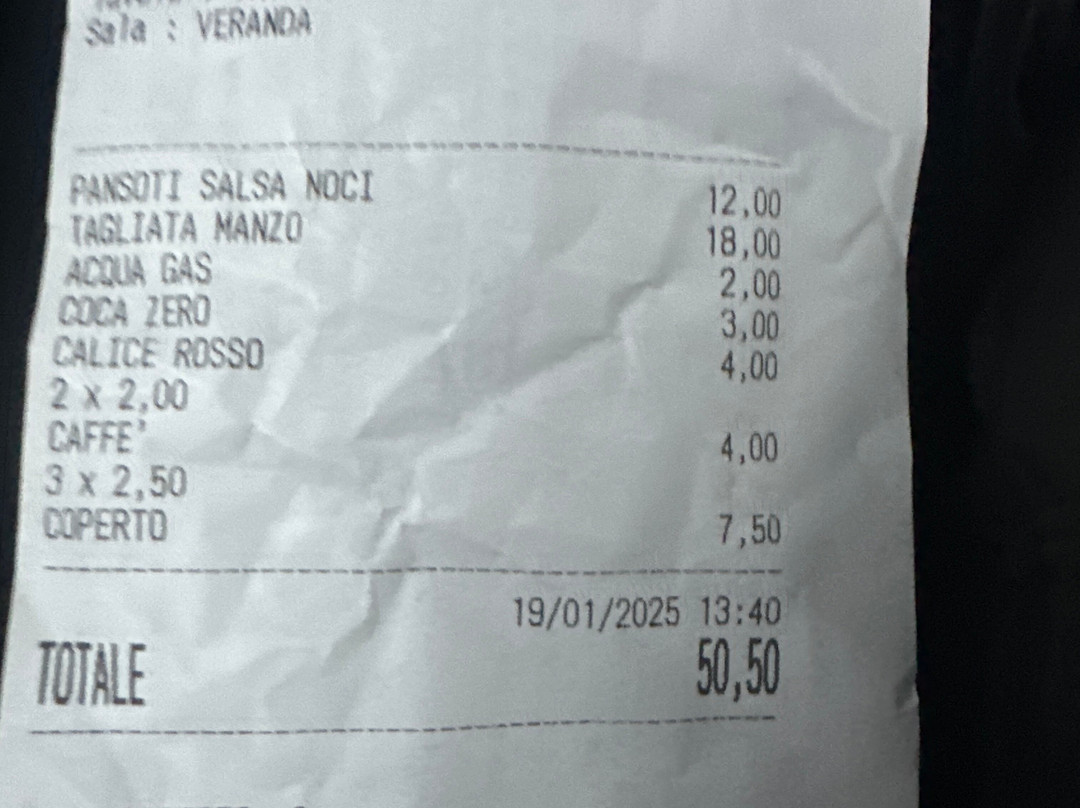 Sala : VERANDA
PANSOTI SALSA NOCI 12,00
TAGLIATA MANZO 18,00
ACQUA GAS 2,00
COCA ZERO 3,00
CALICE ROSSO 4,00
2 x 2,00
CAFFE' 4,00
3 x 2,50
COPERTO 7,50
19/01/2025 13:40
TOTALE 50,50